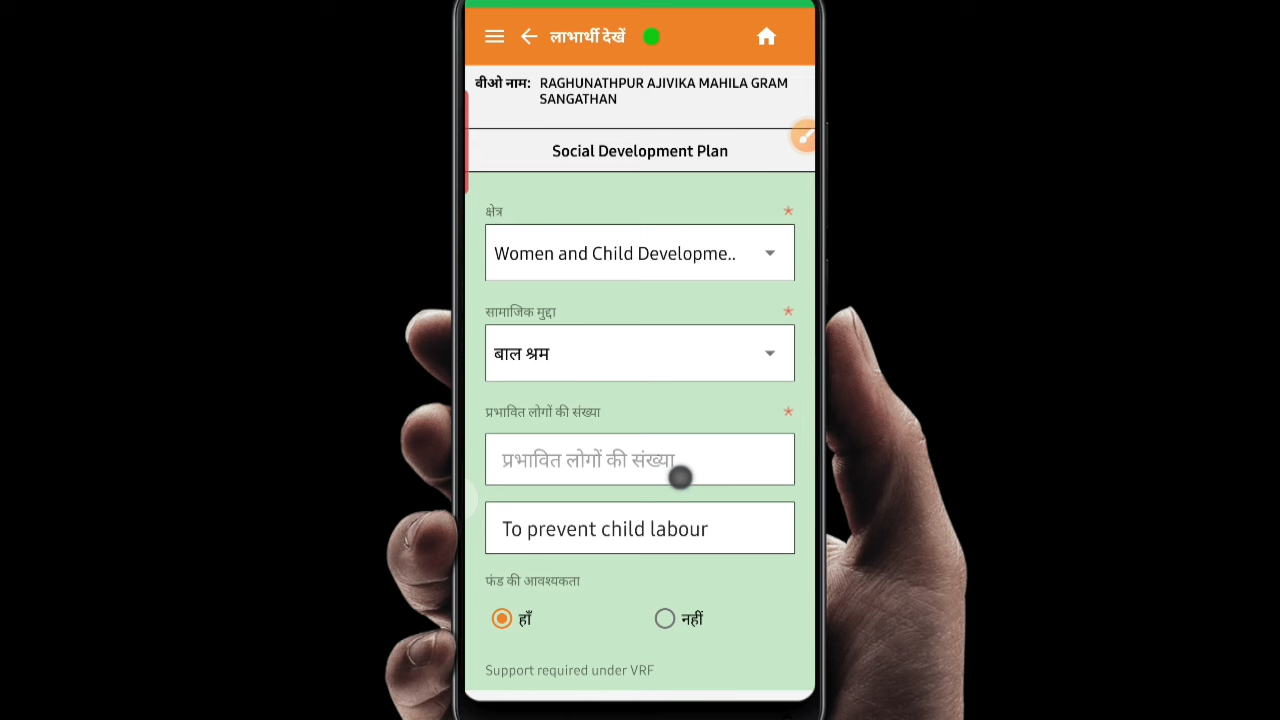 लाभार्थी देखें
वीओ नाम: RAGHUNATHPUR AJIVIKA MAHILA GRAM
SANGATHAN
Social Development Plan
क्षेत्र *
Women and Child Developme..
सामाजिक मुद्दा *
बाल श्रम
प्रभावित लोगों की संख्या *
प्रभावित लोगों की संख्या
To prevent child labour
फंड की आवश्यकता
हाँ नहीं
Support required under VRF